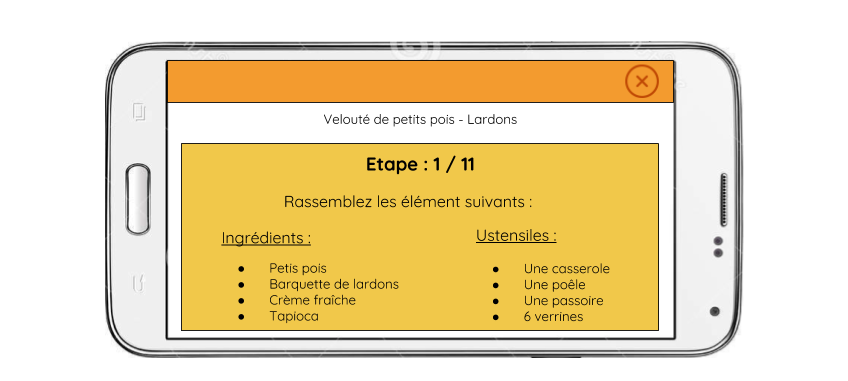 Velouté de petits pois - Lardons
Etape : 1 / 11
Rassemblez les élément suivants :
Ingrédients :
● Petis pois
● Barquette de lardons
● Crème fraîche
● Tapioca
Ustensiles :
● Une casserole
● Une poêle
● Une passoire
● 6 verrines